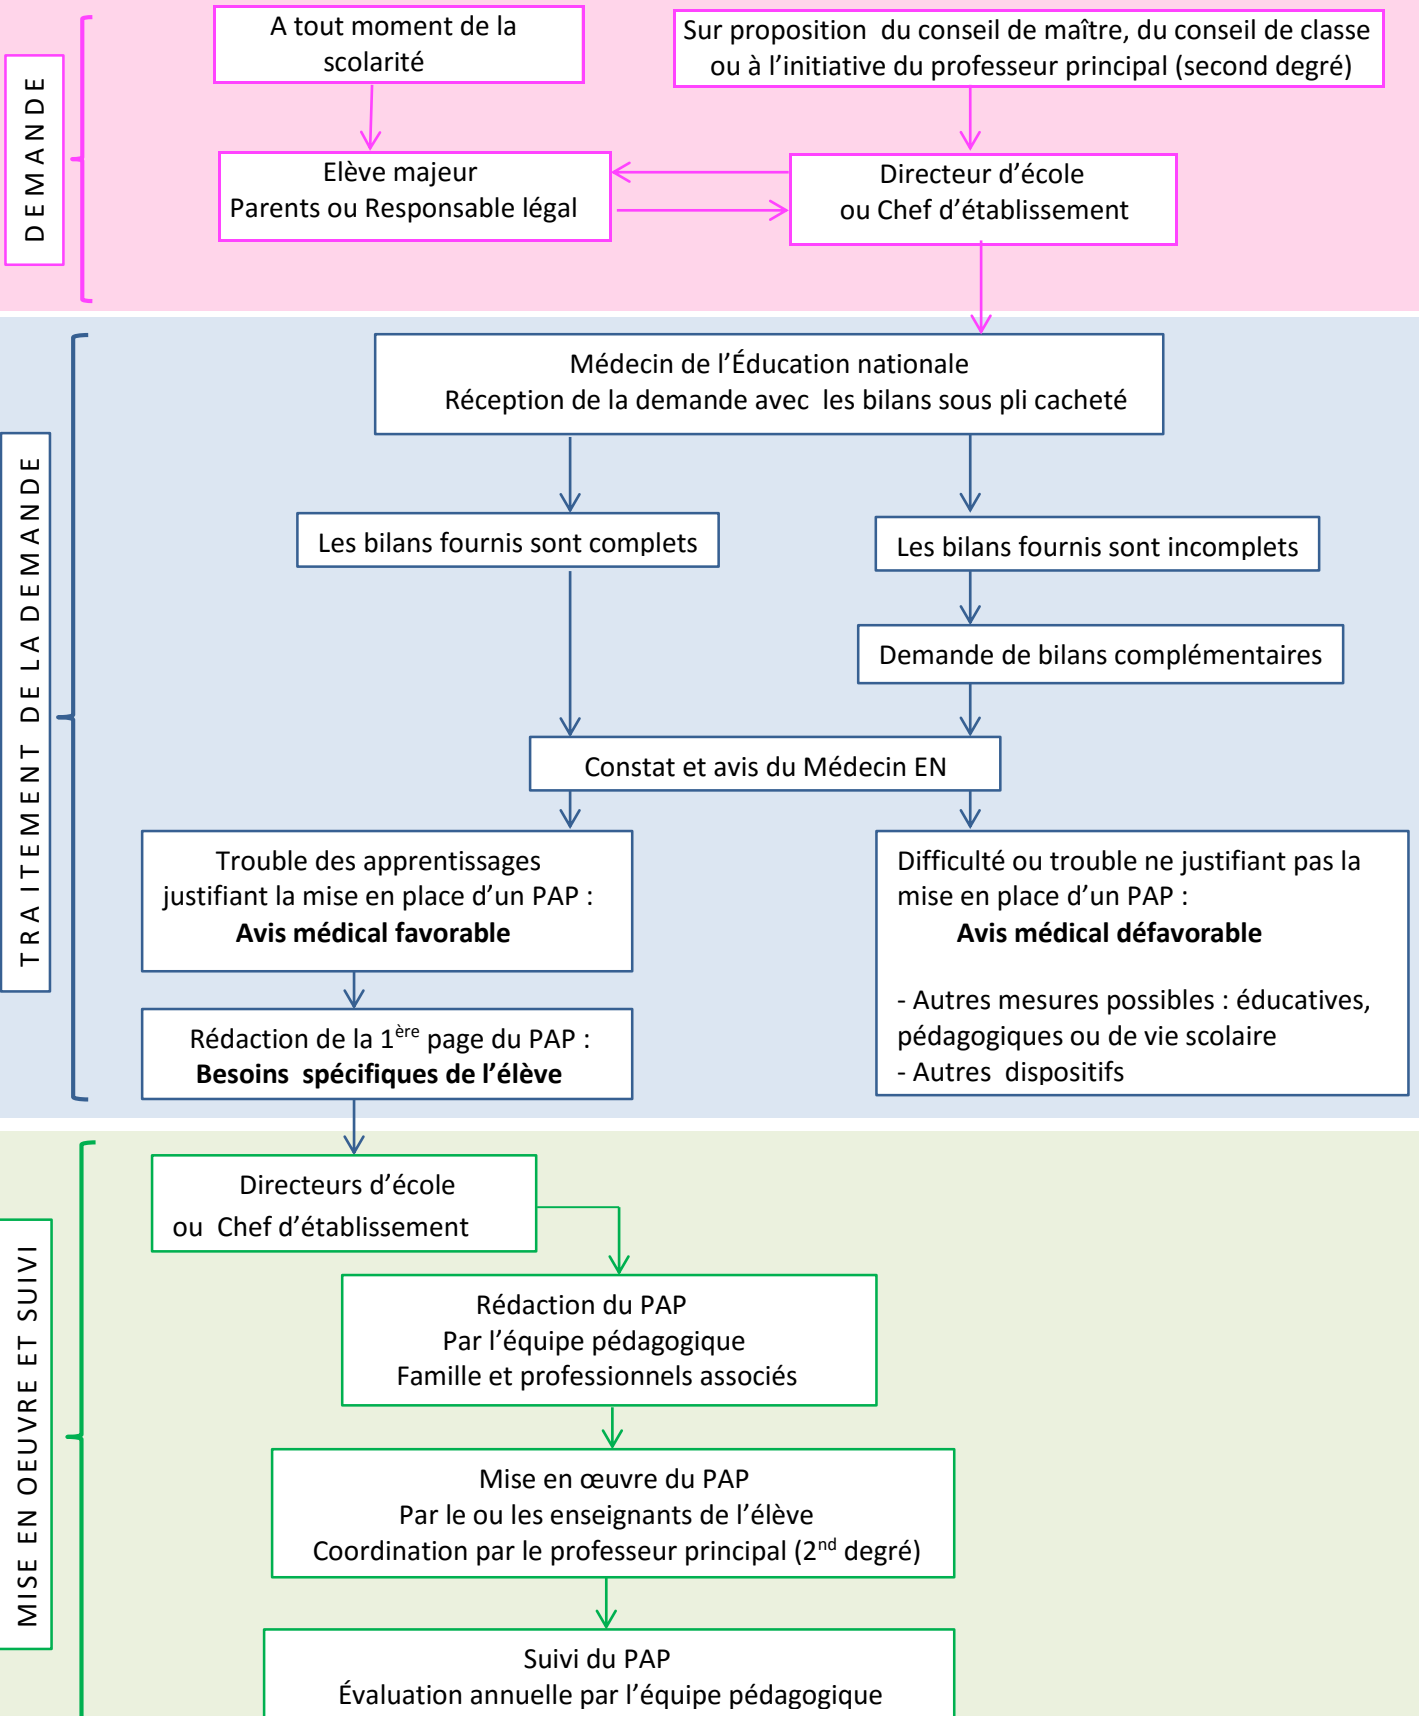 DEMANDE
A tout moment de la
scolarité
Sur proposition du conseil de maître, du conseil de classe
ou à l'initiative du professeur principal (second degré)
Elève majeur
Parents ou Responsable légal
Directeur d'école
ou Chef d'établissement
TRAITEMENT DE LA DEMANDE
Médecin de l'Éducation nationale
Réception de la demande avec les bilans sous pli cacheté
Les bilans fournis sont complets
Les bilans fournis sont incomplets
Demande de bilans complémentaires
Constat et avis du Médecin EN
Trouble des apprentissages
justifiant la mise en place d'un PAP :
Avis médical favorable
Difficulté ou trouble ne justifiant pas la
mise en place d'un PAP :
Avis médical défavorable
- Autres mesures possibles : éducatives,
pédagogiques ou de vie scolaire
- Autres dispositifs
Rédaction de la 1ère page du PAP :
Besoins spécifiques de l'élève
MISE EN OEUVRE ET SUIVI
Directeurs d'école
ou Chef d'établissement
Rédaction du PAP
Par l'équipe pédagogique
Famille et professionnels associés
Mise en œuvre du PAP
Par le ou les enseignants de l'élève
Coordination par le professeur principal (2nd degré)
Suivi du PAP
Évaluation annuelle par l'équipe pédagogique